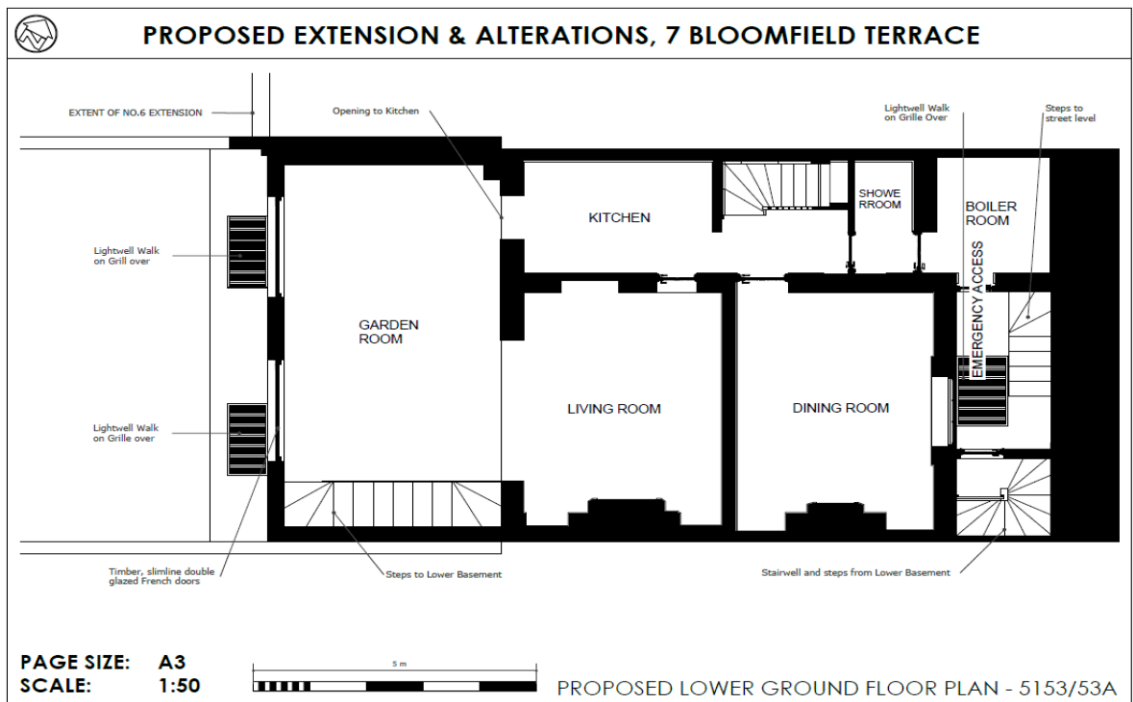 PROPOSED EXTENSION & ALTERATIONS, 7 BLOOMFIELD TERRACE
EXTENT OF NO.6 EXTENSION
Opening to Kitchen
Lightwell Walk
on Grille Over
Steps to
street level
KITCHEN
SHOWE
RROOM
BOILER
ROOM
Lightwell Walk
on Grill over
EMERGENCY ACCESS
GARDEN
ROOM
LIVING ROOM
DINING ROOM
Lightwell Walk
on Grille over
Timber, slimline double
glazed French doors
Steps to Lower Basement
Stairwell and steps from Lower Basement
PAGE SIZE: A3
SCALE: 1:50
5 m
PROPOSED LOWER GROUND FLOOR PLAN - 5153/53A